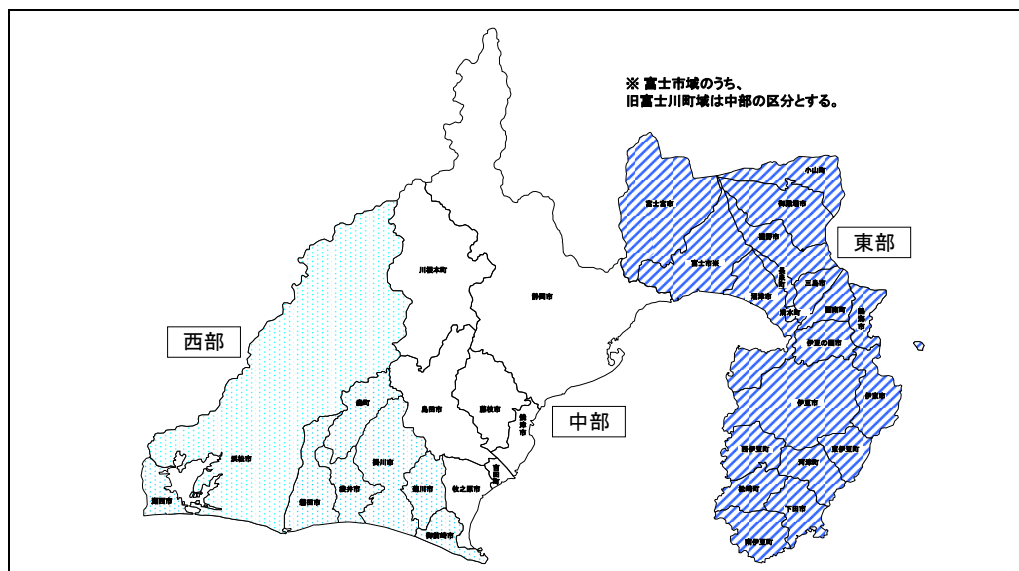 ※ 富士市域のうち、
旧富士川町域は中部の区分とする。
小山町
富士宮市
御殿場市
裾野市
東部
富士市※
長泉町
川根本町
三島市
静岡市
沼津市
清水町
函南町
熱海市
西部
伊豆の国市
森町
島田市
藤枝市
焼津市
中部
伊豆市
伊東市
浜松市
掛川市
西伊豆町
河津町
東伊豆町
吉田町
湖西市
磐田市
袋井市
菊川市
牧之原市
松崎町
下田市
御前崎市
南伊豆町